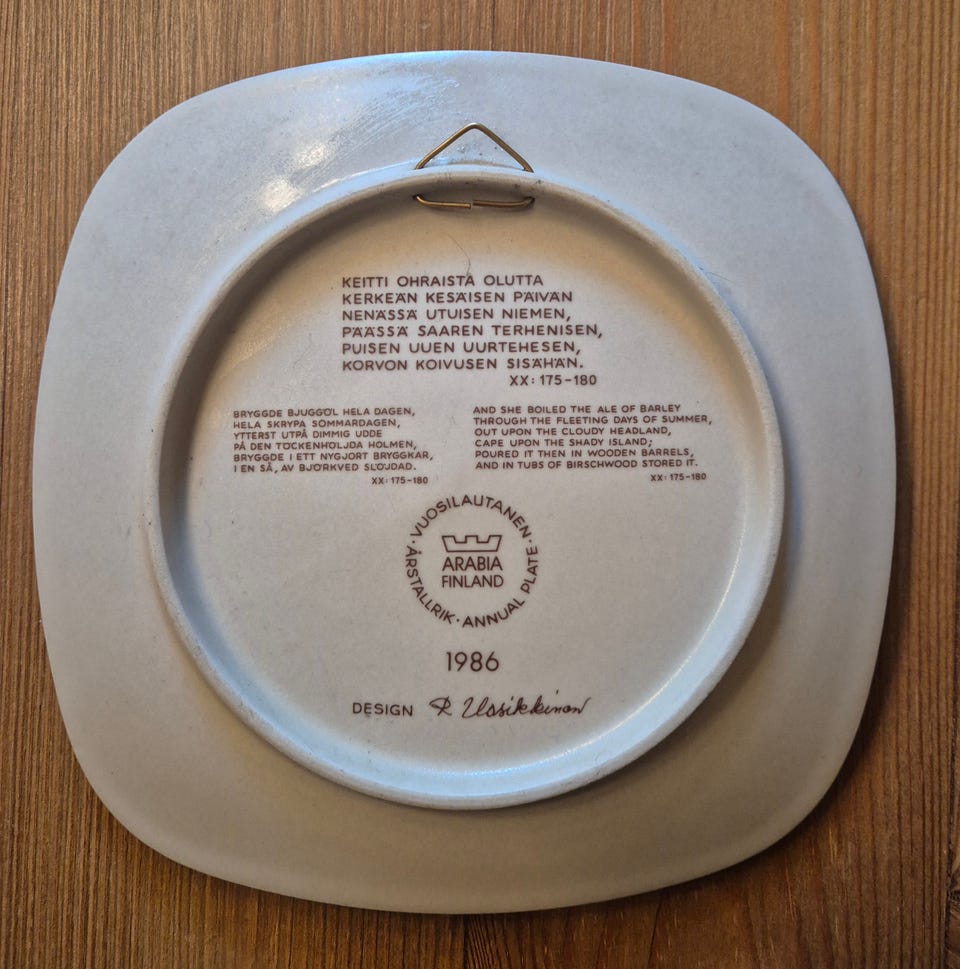 KEITTI OHRAISTA OLUTTA
KERKEÄN KESÄISEN PÄIVÄN
NENÄSSÄ UTUISEN NIEMEN,
PÄÄSSÄ SAAREN TERHENISEN,
PUISEN UUEN UURTEHESEN,
KORVON KOIVUSEN SISÄHÄN.
XX: 175-180
BRYGGDE BJUGGÖL HELA DAGEN,
HELA SKRYPA SOMMARDAGEN,
YTTERST UTPÅ DIMMIG UDDE
PÅ DEN TÖCKENHÖLJDA HOLMEN,
BRYGGDE I ETT NYGJORT BRYGGKAR,
I EN SÅ, AV BJÖRKVED SLÖJDAD.
XX: 175-180
AND SHE BOILED THE ALE OF BARLEY
THROUGH THE FLEETING DAYS OF SUMMER,
OUT UPON THE CLOUDY HEADLAND,
CAPE UPON THE SHADY ISLAND;
POURED IT THEN IN WOODEN BARRELS,
AND IN TUBS OF BIRSCHWOOD STORED IT.
XX: 175-180
· VUOSILAUTANEN · ANNUAL PLATE · ÅRSTALLRIK
ARABIA
FINLAND
1986
DESIGN R Uosikkinen